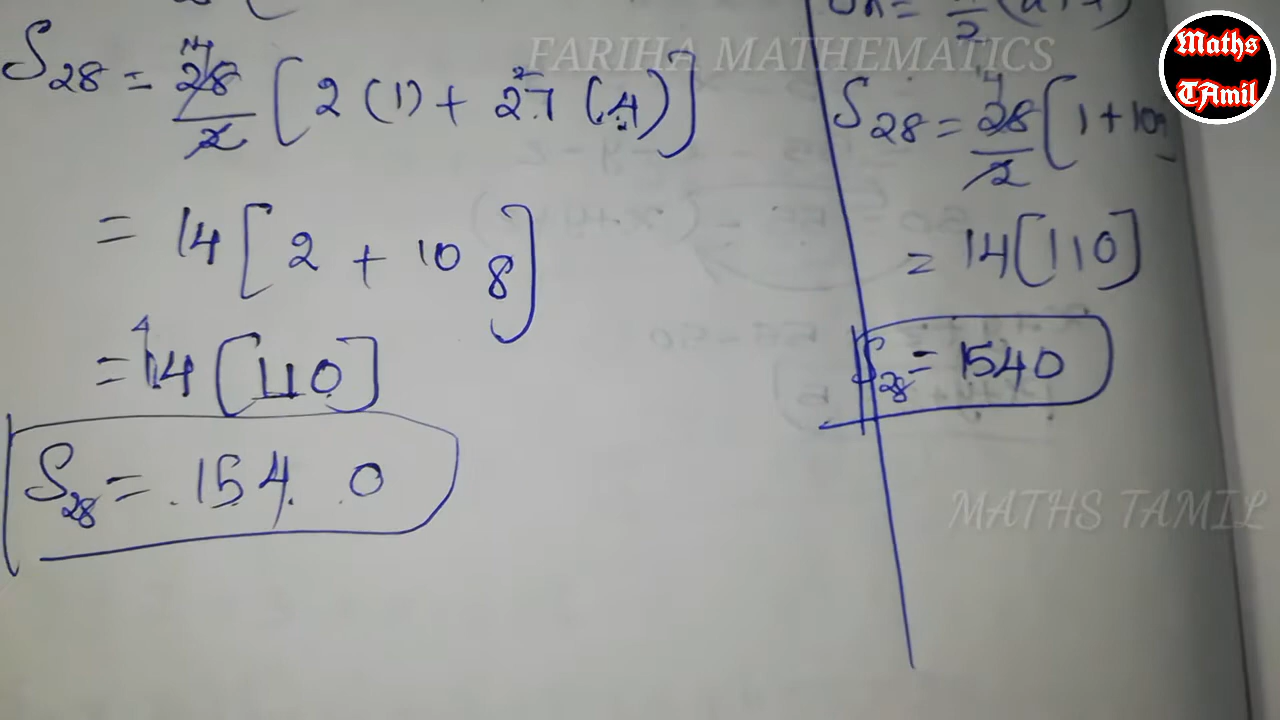 FARIHA MATHEMATICS
Maths
TAmil
S₂₈ = 28/2 [2 (1) + 27 (4)]
= 14 [2 + 108]
= 14 [110]
S₂₈ = 1540
S₂₈ = 28/2 [1 + 109]
= 14 [110]
S₂₈ = 1540
MATHS TAMIL